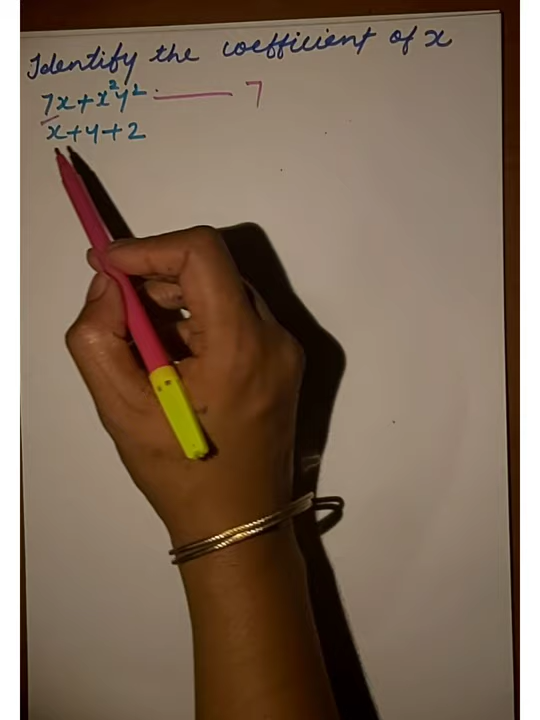 Identify the coefficient of x
7x + x²y² —— 7
x + y + 2